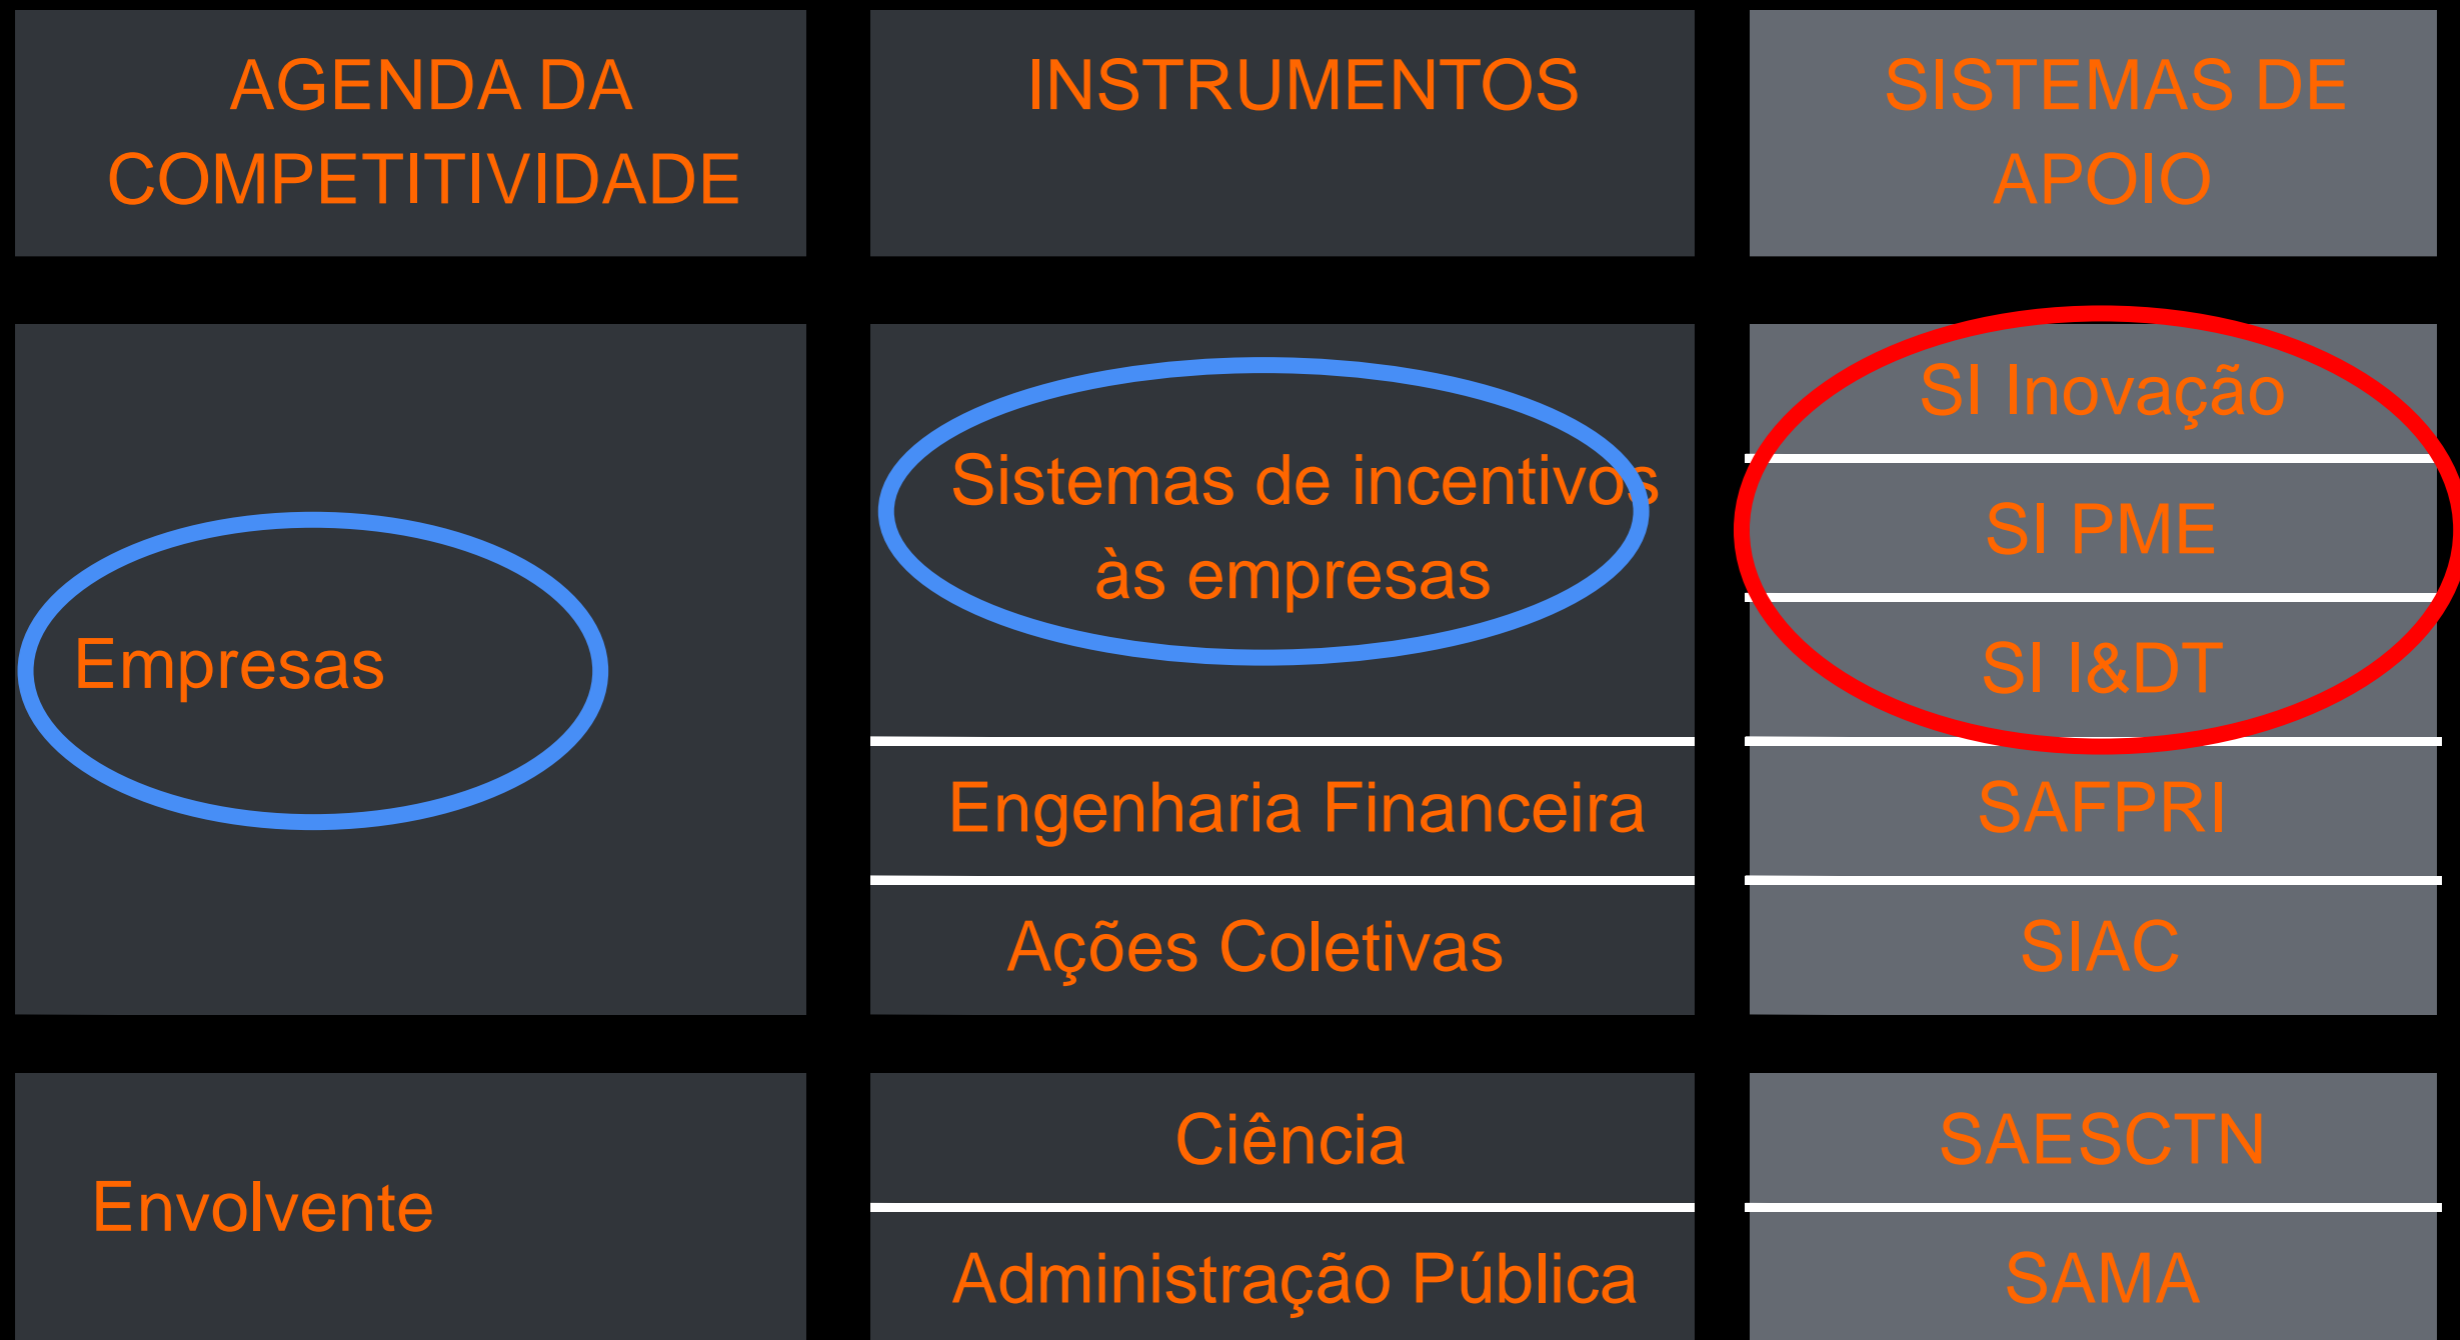 AGENDA DA
COMPETITIVIDADE
INSTRUMENTOS
SISTEMAS DE
APOIO
Empresas
Sistemas de incentivos
às empresas
SI Inovação
SI PME
SI I&DT
Engenharia Financeira
SAFPRI
Ações Coletivas
SIAC
Envolvente
Ciência
SAESCTN
Administração Pública
SAMA